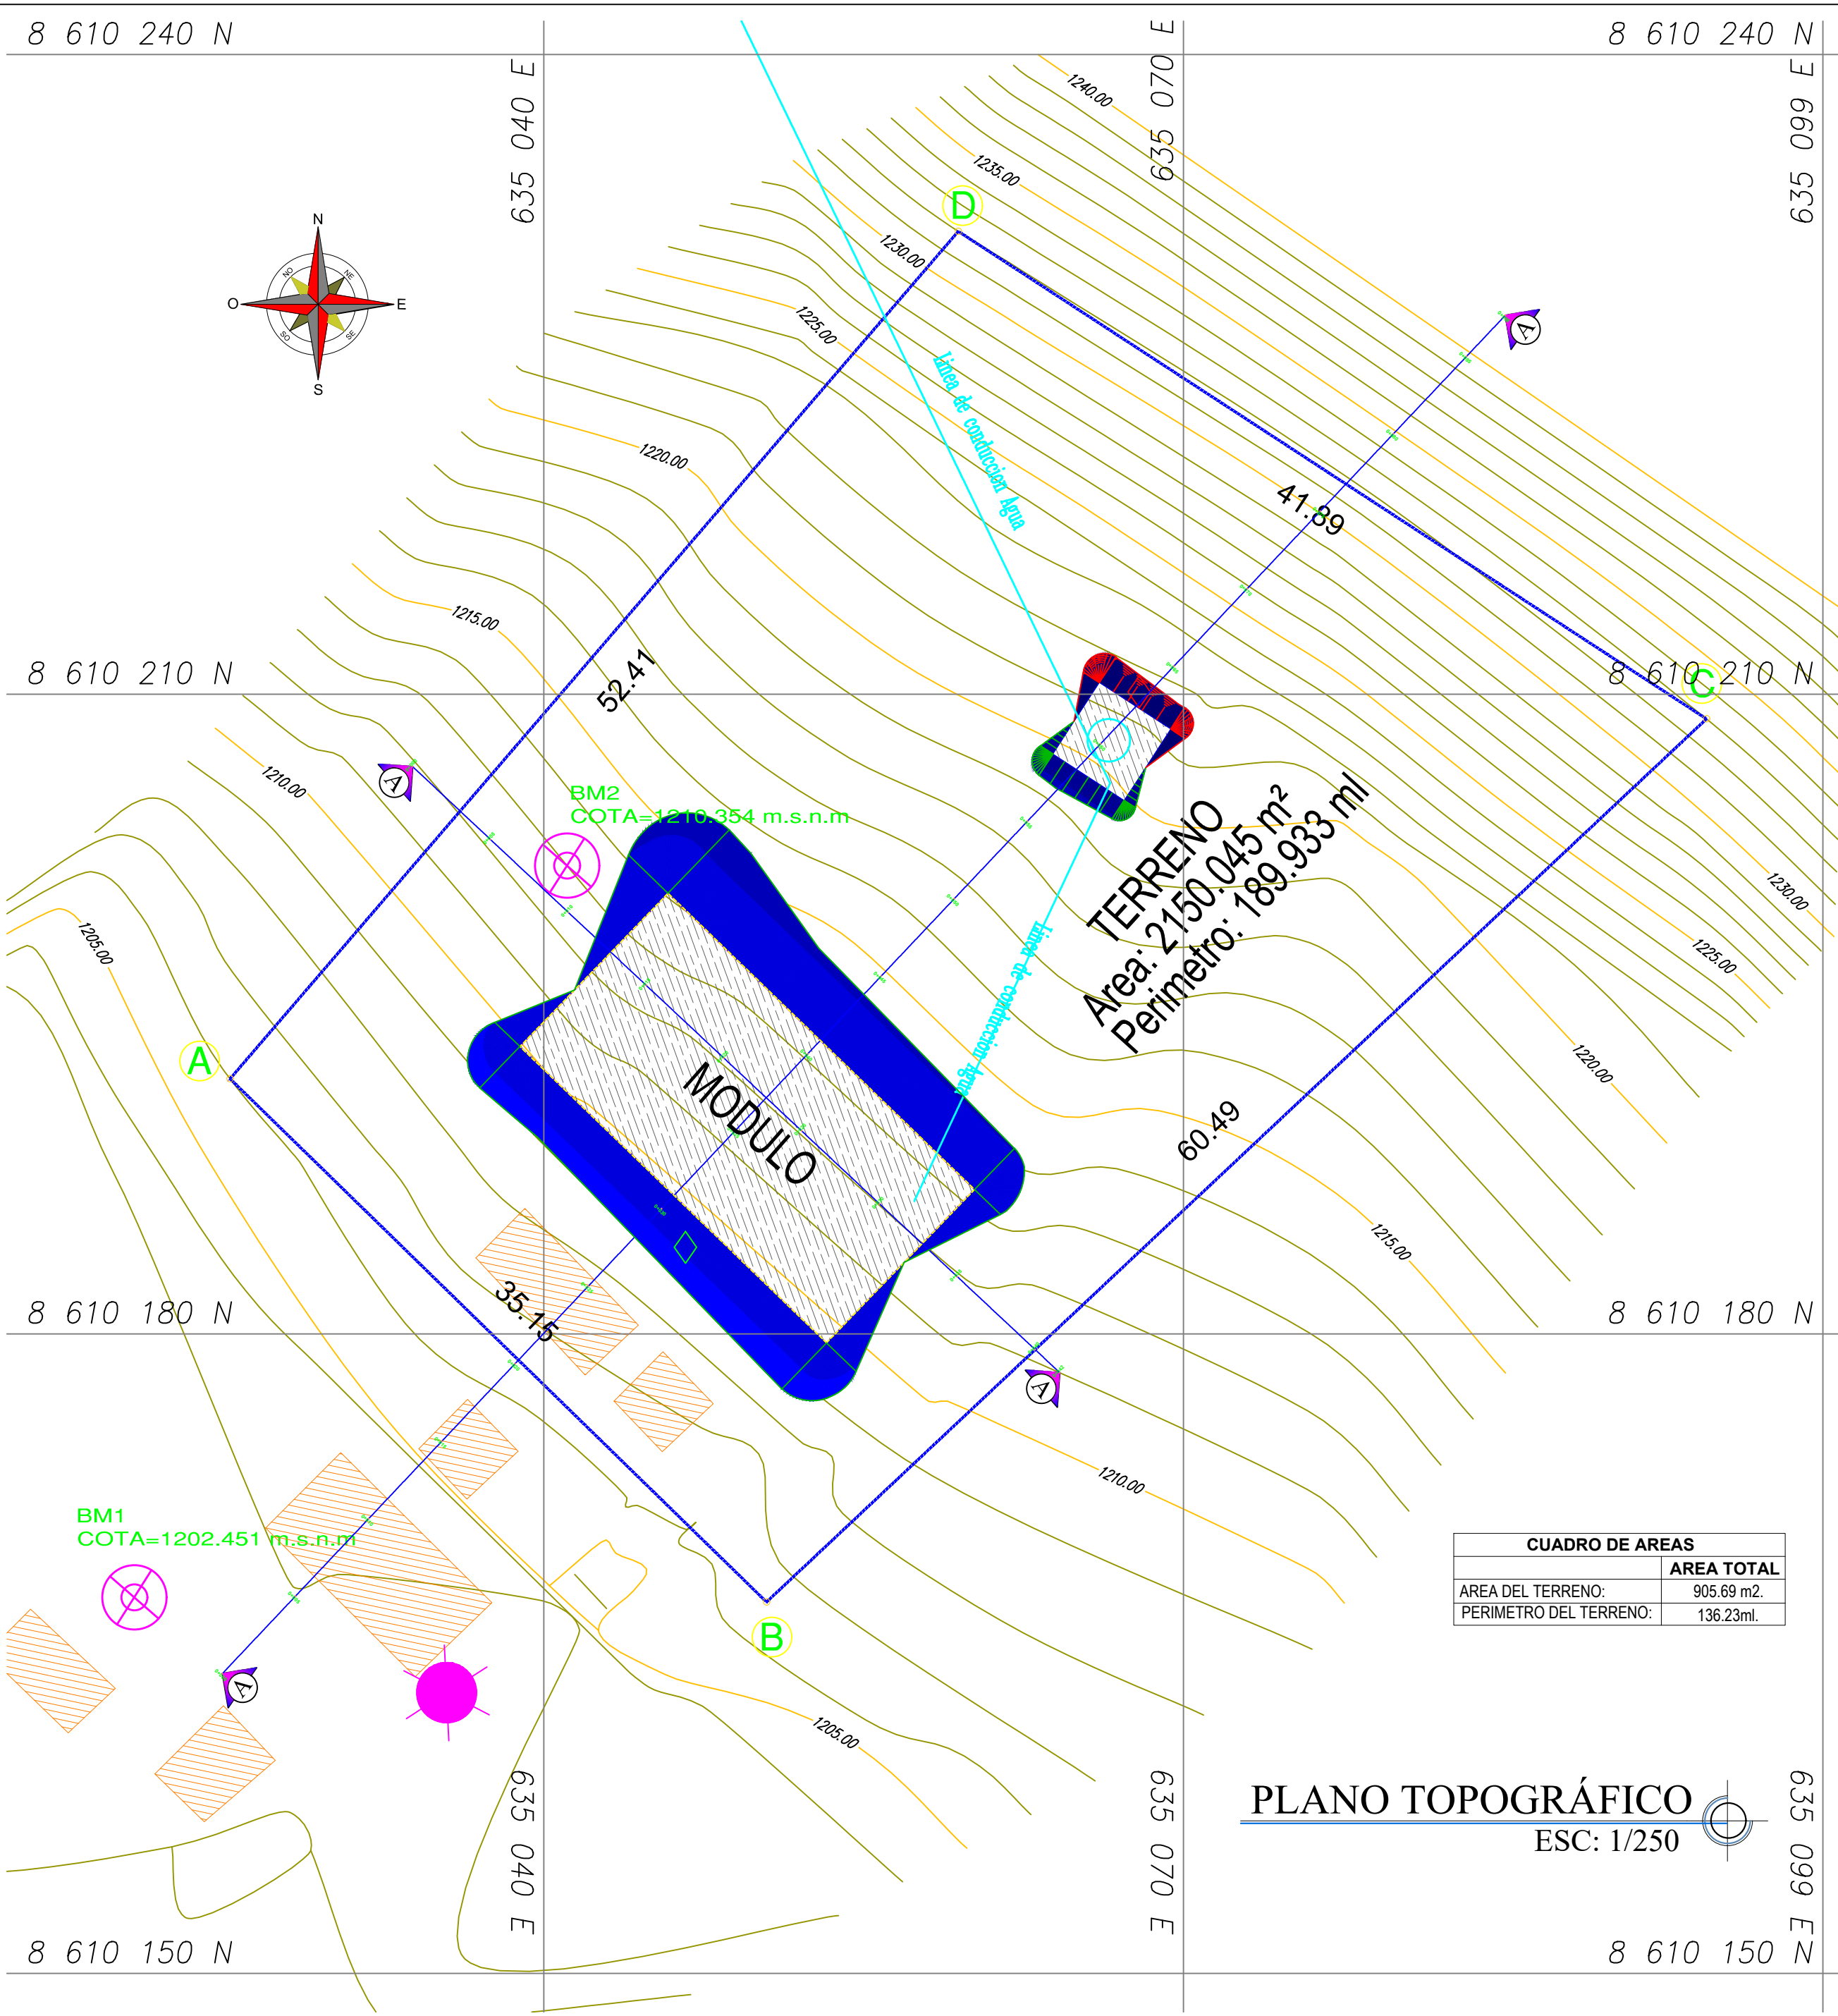 8 610 240 N
8 610 240 N
635 040 E
635 070 E
635 099 E
1240.00
1235.00
D
1230.00
N
NO
NE
O
E
SO
SE
S
1225.00
A
Linea de conduccion Agua
1220.00
41.89
1215.00
52.41
8 610 210 N
8 610 210 N
C
A
1210.00
BM2
COTA=1210.354 m.s.n.m
TERRENO
Area: 2150.045 m²
Perimetro: 189.933 ml
1230.00
1225.00
1205.00
Linea de conduccion Agua
A
MODULO
1220.00
60.49
1215.00
35.15
8 610 180 N
8 610 180 N
A
1210.00
BM1
COTA=1202.451 m.s.n.m
CUADRO DE AREAS
AREA TOTAL
AREA DEL TERRENO: 905.69 m2.
PERIMETRO DEL TERRENO: 136.23ml.
B
A
1205.00
PLANO TOPOGRÁFICO
ESC: 1/250
635 040 E
635 070 E
635 099 E
8 610 150 N
8 610 150 N